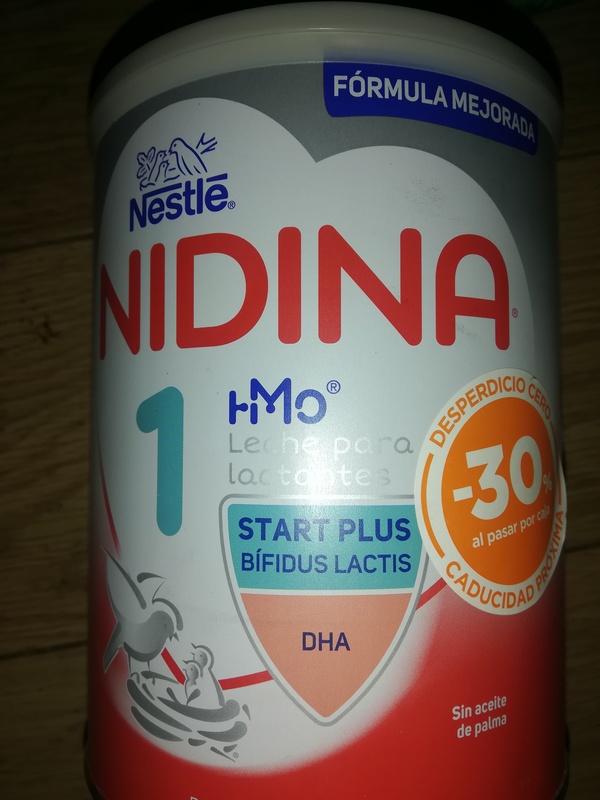 FÓRMULA MEJORADA
Nestlé®
NIDINA®
1
HMO®
Leche para
lactantes
DESPERDICIO CERO
-30%
al pasar por caja
CADUCIDAD PRÓXIMA
START PLUS
BÍFIDUS LACTIS
DHA
Sin aceite
de palma